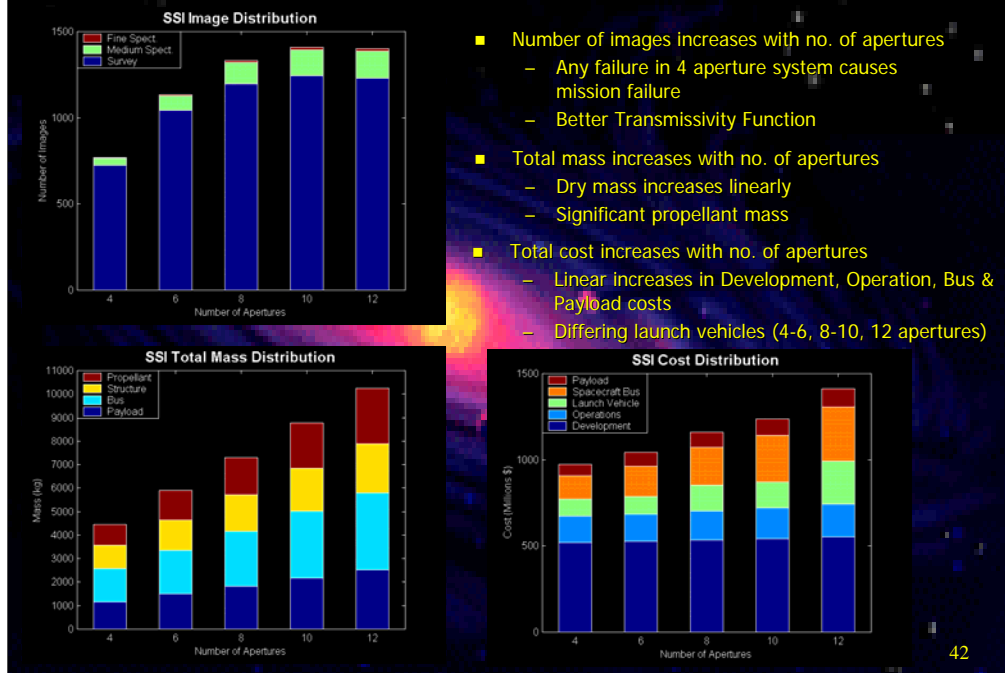 SSI Image Distribution
1500
1000
500
0
Number of Images
Fine Spect.
Medium Spect.
Survey
4 6 8 10 12
Number of Apertures
■ Number of images increases with no. of apertures
– Any failure in 4 aperture system causes
mission failure
– Better Transmissivity Function
■ Total mass increases with no. of apertures
– Dry mass increases linearly
– Significant propellant mass
■ Total cost increases with no. of apertures
– Linear increases in Development, Operation, Bus &
Payload costs
– Differing launch vehicles (4-6, 8-10, 12 apertures)
SSI Total Mass Distribution
11000
10000
9000
8000
7000
6000
5000
4000
3000
2000
1000
0
Mass (kg)
Propellant
Structure
Bus
Payload
4 6 8 10 12
Number of Apertures
SSI Cost Distribution
1500
1000
500
0
Cost (Millions $)
Payload
Spacecraft Bus
Launch Vehicle
Operations
Development
4 6 8 10 12
Number of Apertures
42